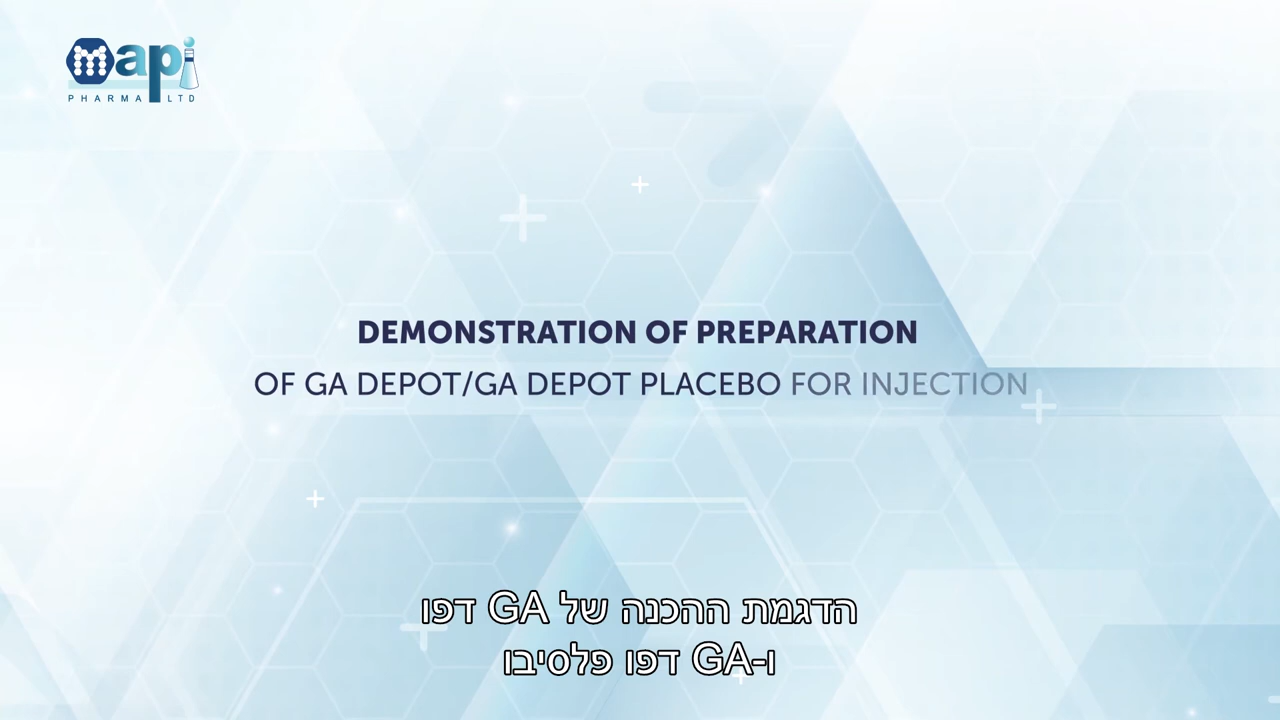 mapi
PHARMA LTD
DEMONSTRATION OF PREPARATION
OF GA DEPOT/GA DEPOT PLACEBO FOR INJECTION
הדגמת ההכנה של GA דפו
ו-GA דפו פלסיבו